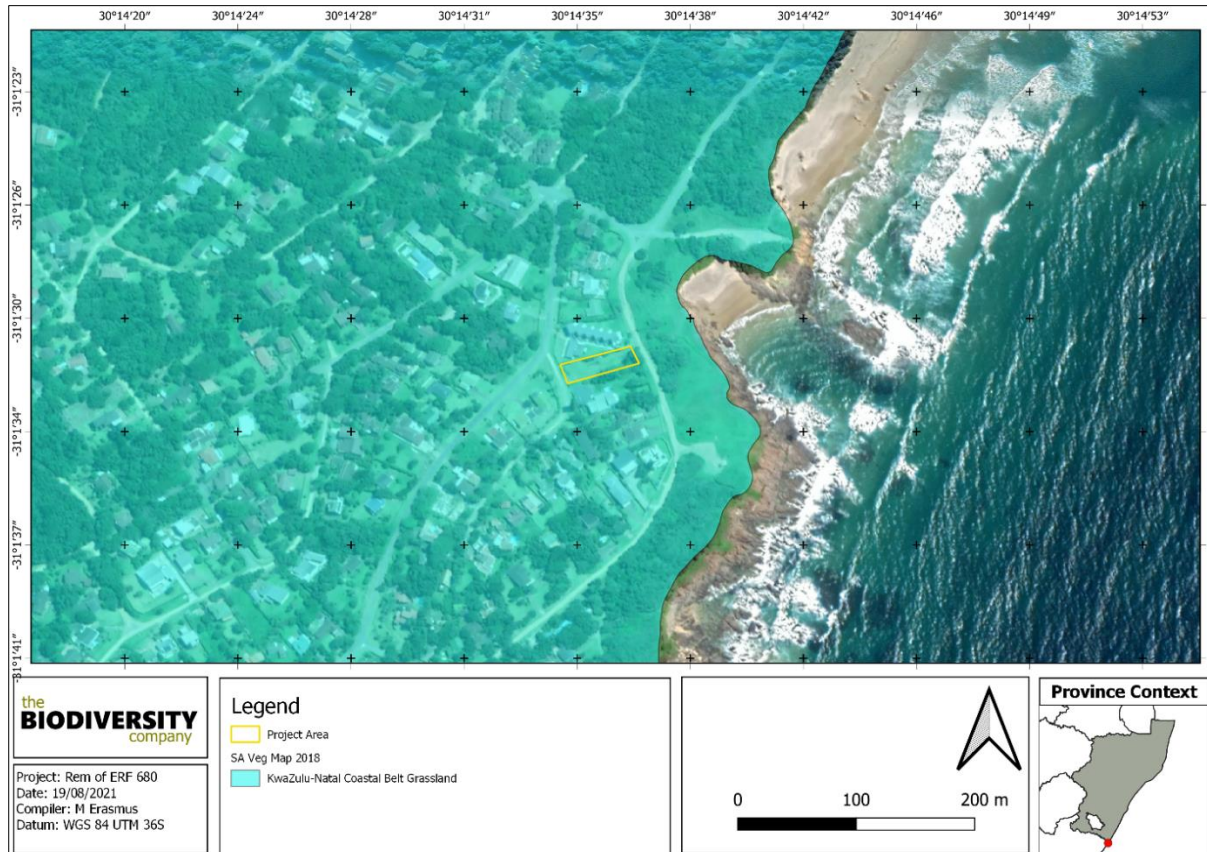 30°14′20″ 30°14′24″ 30°14′28″ 30°14′31″ 30°14′35″ 30°14′38″ 30°14′42″ 30°14′46″ 30°14′49″ 30°14′53″
-31°1′23″
-31°1′26″
-31°1′30″
-31°1′34″
-31°1′37″
-31°1′41″
the
BIODIVERSITY
company
Project: Rem of ERF 680
Date: 19/08/2021
Compiler: M Erasmus
Datum: WGS 84 UTM 36S
Legend
Project Area
SA Veg Map 2018
KwaZulu-Natal Coastal Belt Grassland
0 100 200 m
Province Context